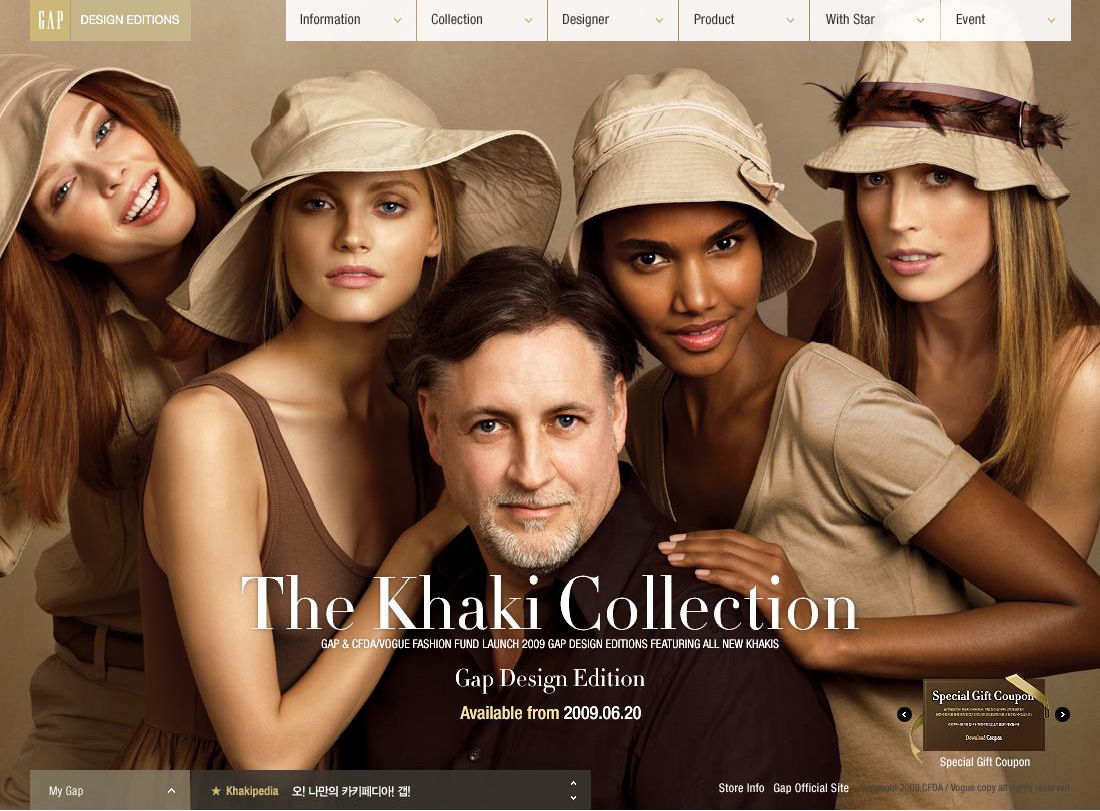 GAP DESIGN EDITIONS
Information Collection Designer Product With Star Event
The Khaki Collection
GAP & CFDA/VOGUE FASHION FUND LAUNCH 2009 GAP DESIGN EDITIONS FEATURING ALL NEW KHAKIS
Gap Design Edition
Available from 2009.06.20
Special Gift Coupon
Download Coupon
Special Gift Coupon
My Gap
★ Khakipedia 오! 나만의 카키페디아! 갭!
Store Info Gap Official Site Copyright 2009.CFDA / Vogue copy all rights reserved.